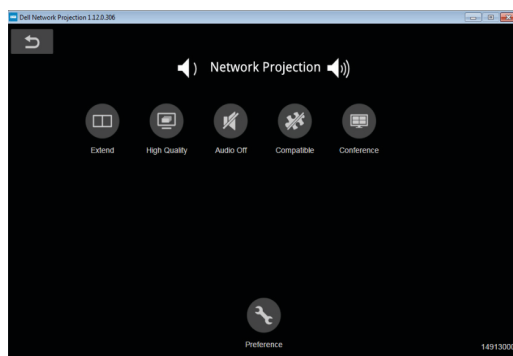 Dell Network Projection 1.12.0.306
Network Projection
Extend
High Quality
Audio Off
Compatible
Conference
Preference
14913000